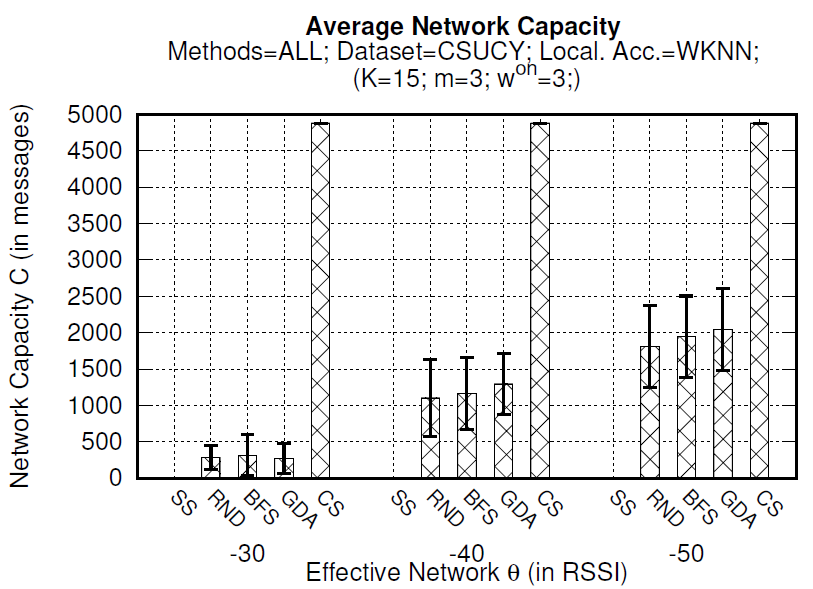 Average Network Capacity
Methods=ALL; Dataset=CSUCY; Local. Acc.=WKNN;
(K=15; m=3; w^oh=3;)
Network Capacity C (in messages)
5000
4500
4000
3500
3000
2500
2000
1500
1000
500
0
SS RND BFS GDA CS SS RND BFS GDA CS SS RND BFS GDA CS
-30 -40 -50
Effective Network θ (in RSSI)